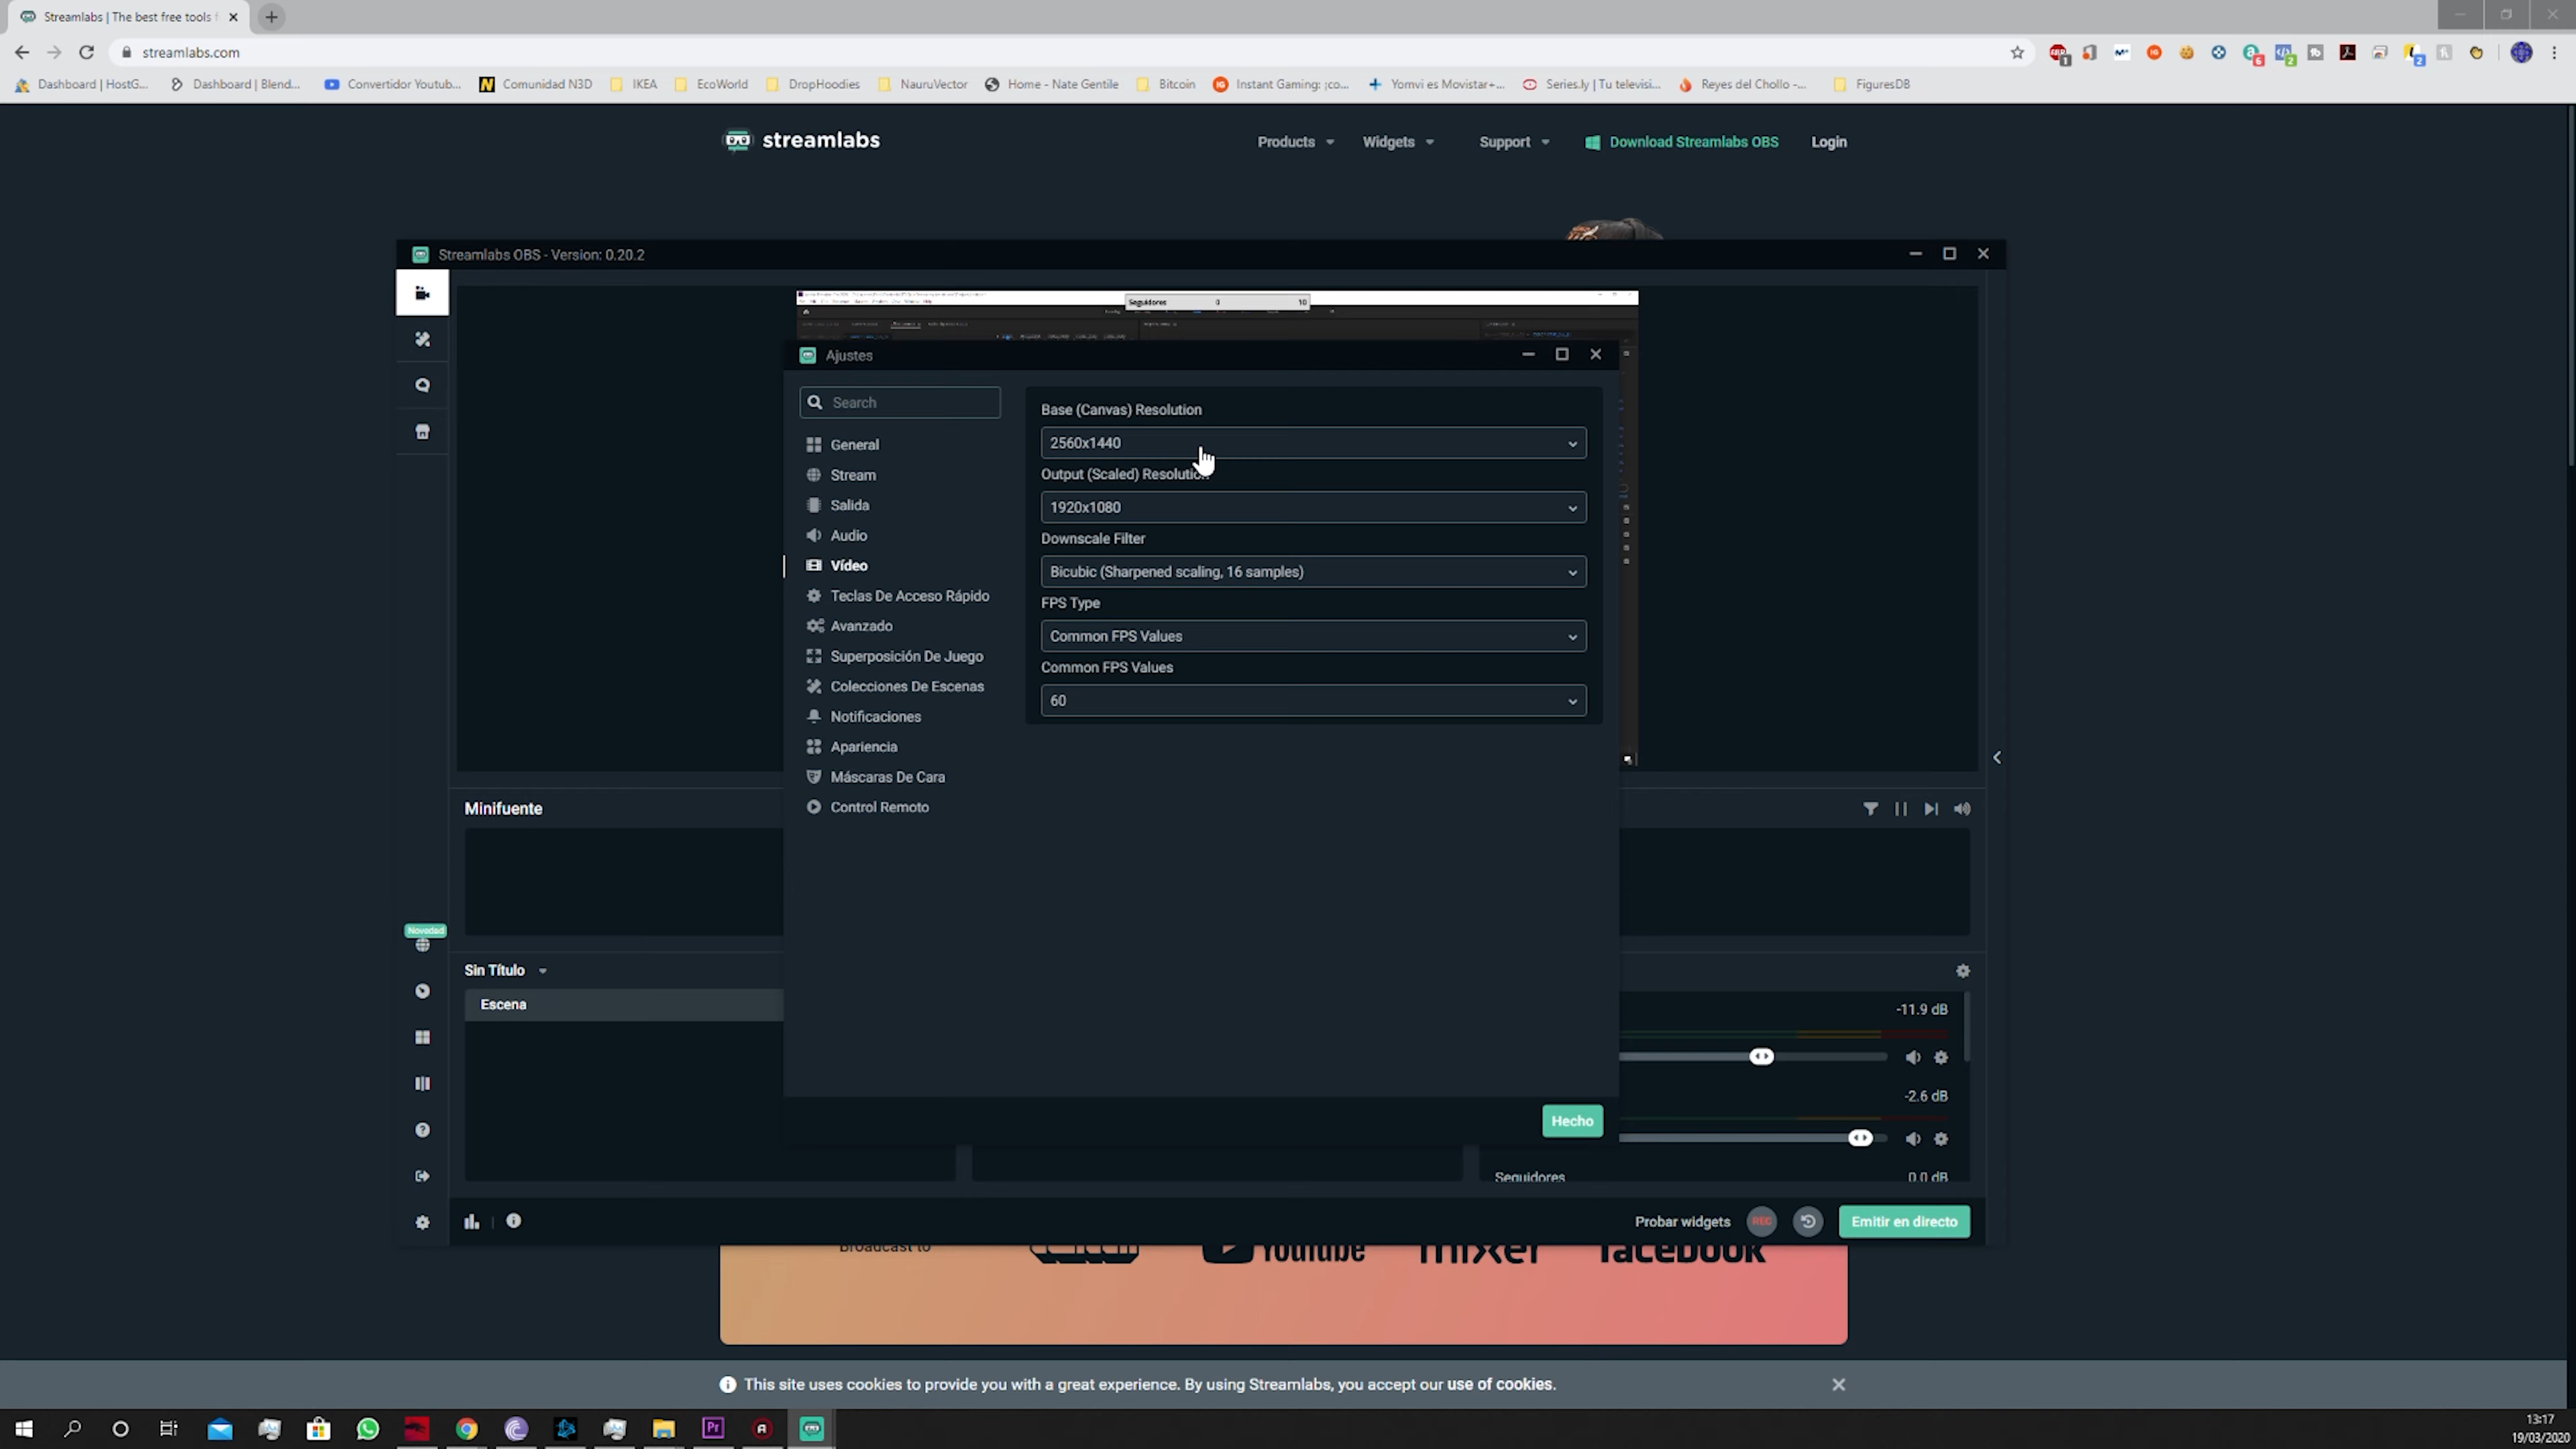 Streamlabs | The best free tools f
streamlabs.com
Dashboard | HostG...
Dashboard | Blend...
Convertidor Youtub...
Comunidad N3D
IKEA
EcoWorld
DropHoodies
NauruVector
Home - Nate Gentile
Bitcoin
Instant Gaming: ¡co...
Yomvi es Movistar+...
Series.ly | Tu televisi...
Reyes del Chollo -...
FiguresDB
streamlabs
Products
Widgets
Support
Download Streamlabs OBS
Login
Streamlabs OBS - Version: 0.20.2
Seguidores 0 10
Ajustes
Search
General
Stream
Salida
Audio
Vídeo
Teclas De Acceso Rápido
Avanzado
Superposición De Juego
Colecciones De Escenas
Notificaciones
Apariencia
Máscaras De Cara
Control Remoto
Base (Canvas) Resolution
2560x1440
Output (Scaled) Resolution
1920x1080
Downscale Filter
Bicubic (Sharpened scaling, 16 samples)
FPS Type
Common FPS Values
Common FPS Values
60
Hecho
Minifuente
Novedad
Sin Título
Escena
-11.9 dB
-2.6 dB
Seguidores 0.0 dB
Probar widgets
REC
Emitir en directo
Broadcast to
YouTube
mixer
facebook
This site uses cookies to provide you with a great experience. By using Streamlabs, you accept our use of cookies.
Pr
13:17
19/03/2020